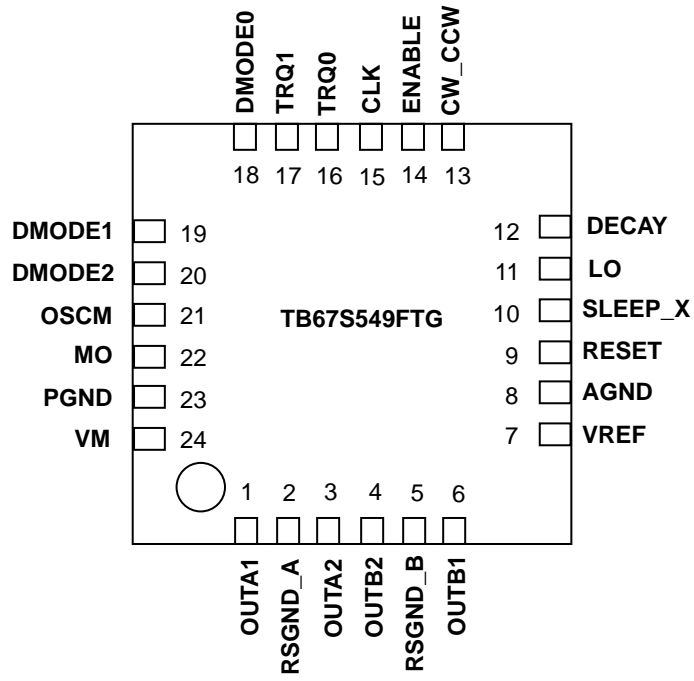 DMODE0
TRQ1
TRQ0
CLK
ENABLE
CW_CCW
18 17 16 15 14 13
DMODE1 19
DMODE2 20
OSCM 21
MO 22
PGND 23
VM 24
TB67S549FTG
12 DECAY
11 LO
10 SLEEP_X
9 RESET
8 AGND
7 VREF
1 2 3 4 5 6
OUTA1
RSGND_A
OUTA2
OUTB2
RSGND_B
OUTB1